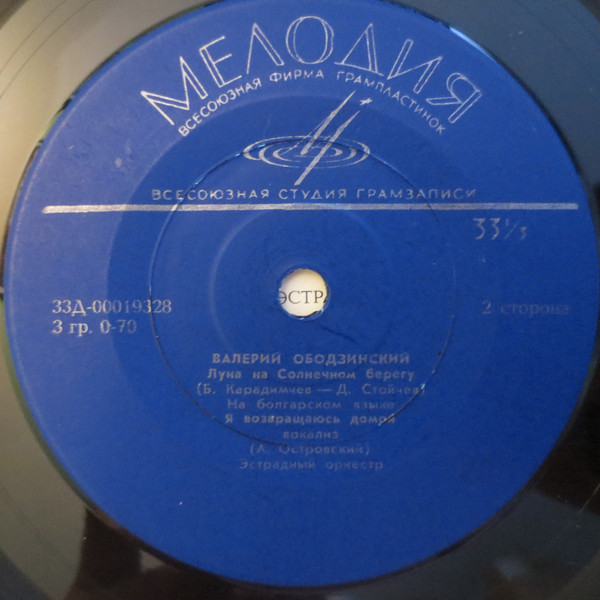 МЕЛОДИЯ
ВСЕСОЮЗНАЯ ФИРМА ГРАМПЛАСТИНОК
ВСЕСОЮЗНАЯ СТУДИЯ ГРАМЗАПИСИ
33⅓
ЭСТРА
33Д-00019328
2 сторона
3 гр. 0-70
ВАЛЕРИЙ ОБОДЗИНСКИЙ
Луна на Солнечном берегу
(Б. Карадимчев — Д. Стойчев)
На болгарском языке
Я возвращаюсь домой
вокализ
(А. Островский)
Эстрадный оркестр